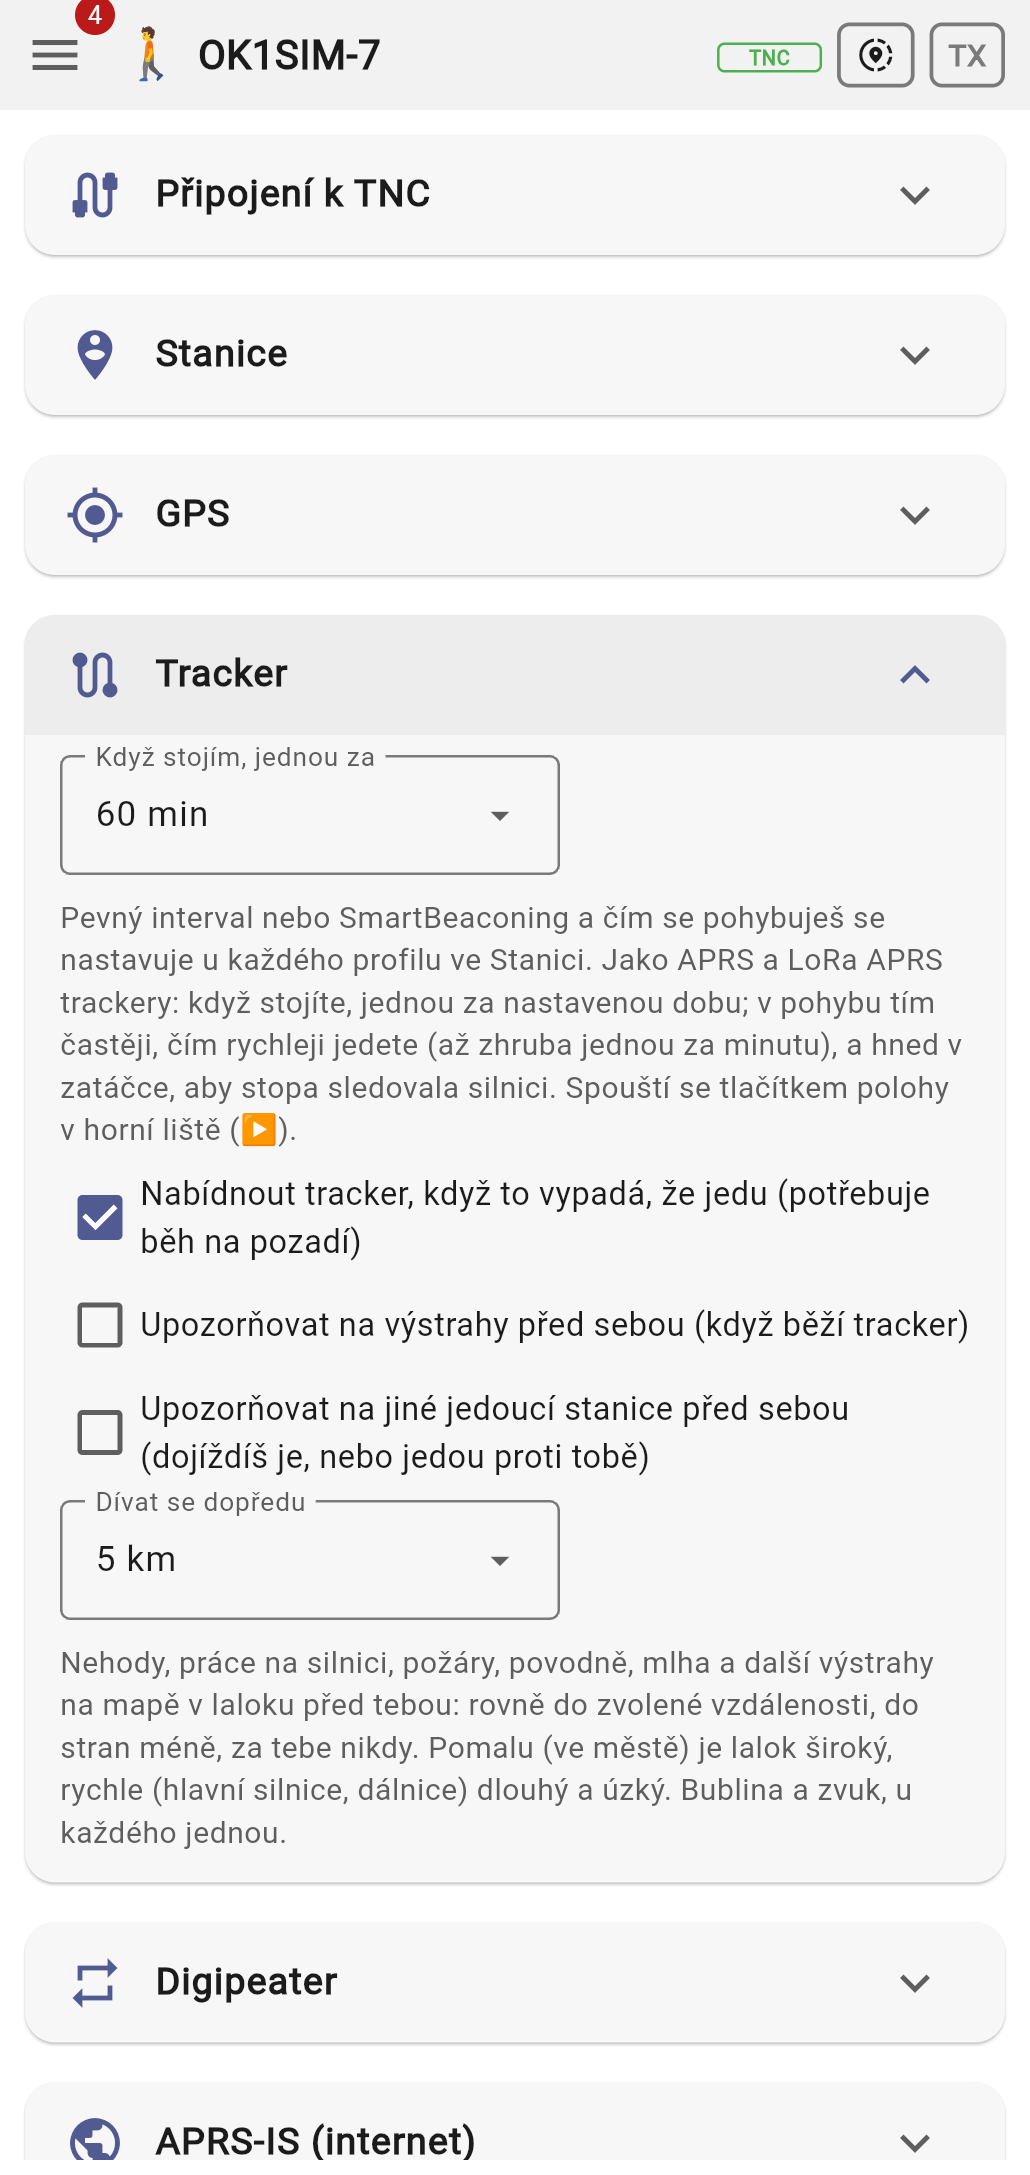 4
OK1SIM-7
TNC
TX
Připojení k TNC
Stanice
GPS
Tracker
Když stojím, jednou za
60 min
Pevný interval nebo SmartBeaconing a čím se pohybuješ se
nastavuje u každého profilu ve Stanici. Jako APRS a LoRa APRS
trackery: když stojíte, jednou za nastavenou dobu; v pohybu tím
častěji, čím rychleji jedete (až zhruba jednou za minutu), a hned v
zatáčce, aby stopa sledovala silnici. Spouští se tlačítkem polohy
v horní liště (▶️).
Nabídnout tracker, když to vypadá, že jedu (potřebuje
běh na pozadí)
Upozorňovat na výstrahy před sebou (když běží tracker)
Upozorňovat na jiné jedoucí stanice před sebou
(dojíždíš je, nebo jedou proti tobě)
Dívat se dopředu
5 km
Nehody, práce na silnici, požáry, povodně, mlha a další výstrahy
na mapě v laloku před tebou: rovně do zvolené vzdálenosti, do
stran méně, za tebe nikdy. Pomalu (ve městě) je lalok široký,
rychle (hlavní silnice, dálnice) dlouhý a úzký. Bublina a zvuk, u
každého jednou.
Digipeater
APRS-IS (internet)